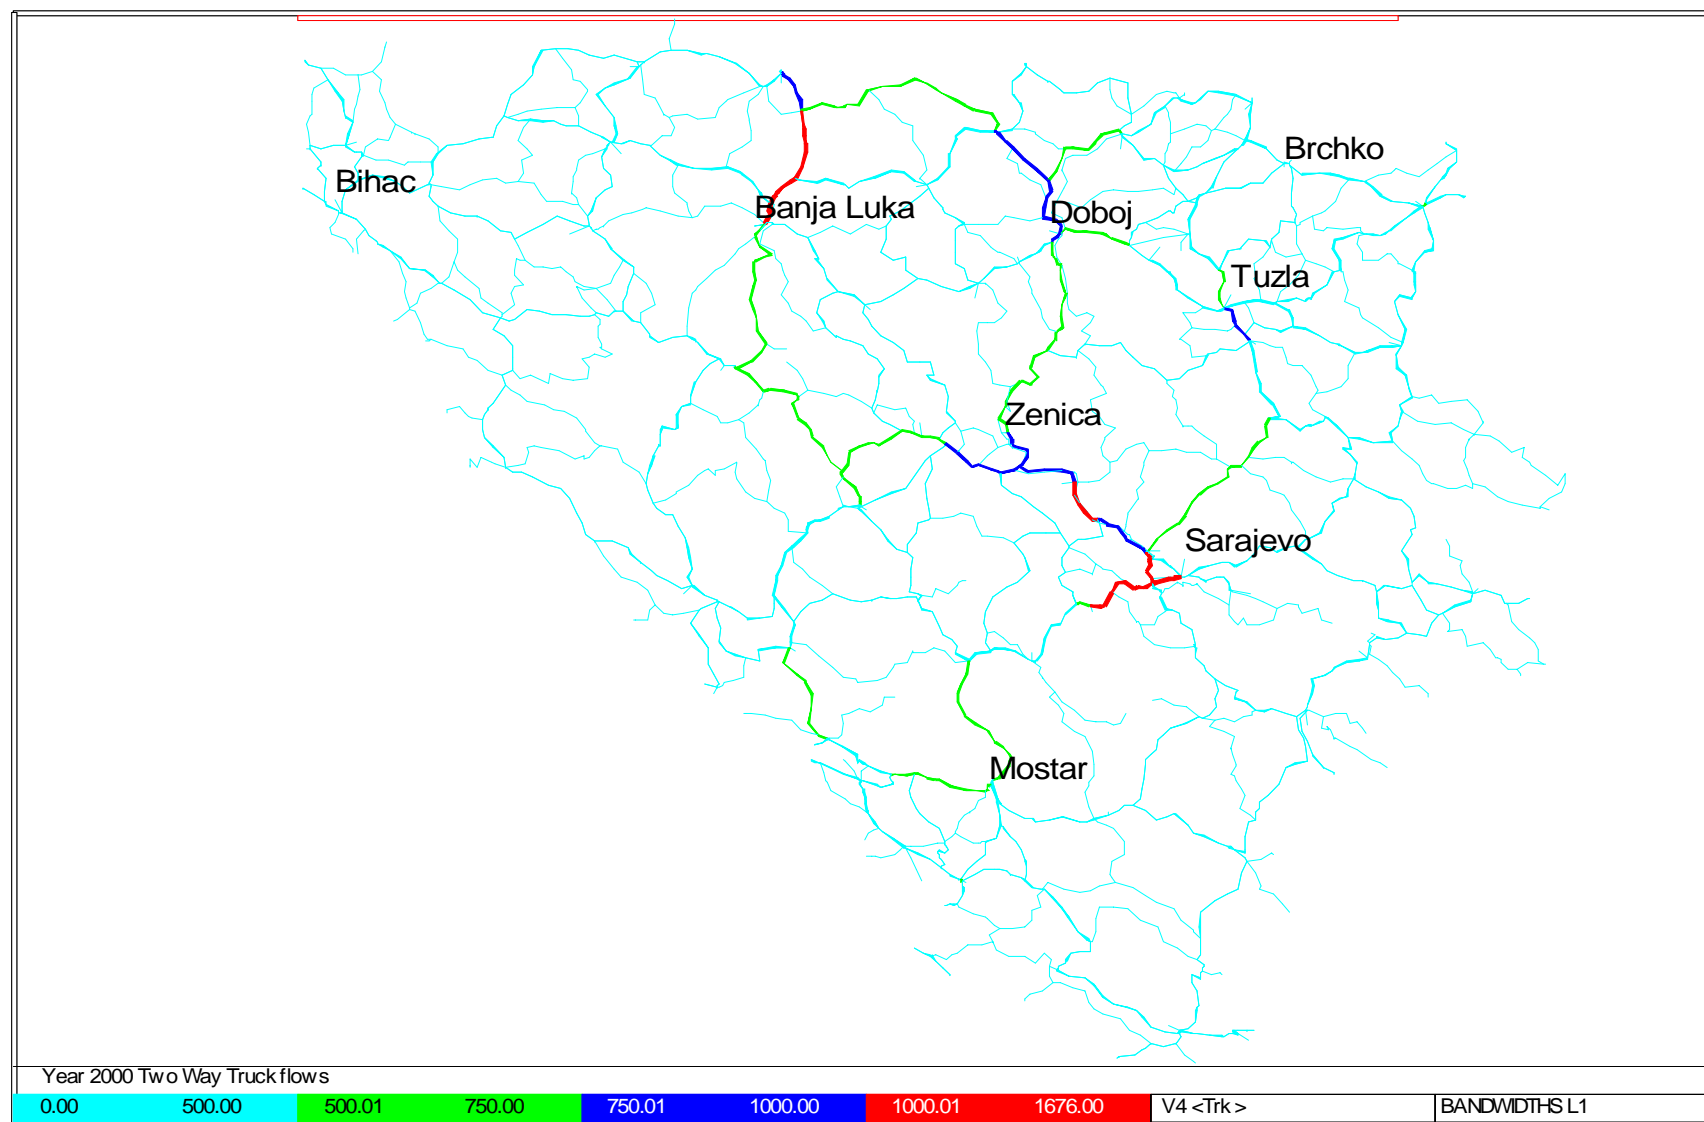 Brchko
Bihac
Banja Luka
Doboj
Tuzla
Zenica
Sarajevo
Mostar
Year 2000 Two Way Truck flows
0.00 500.00 500.01 750.00 750.01 1000.00 1000.01 1676.00 V4 <Trk > BANDWIDTHS L1